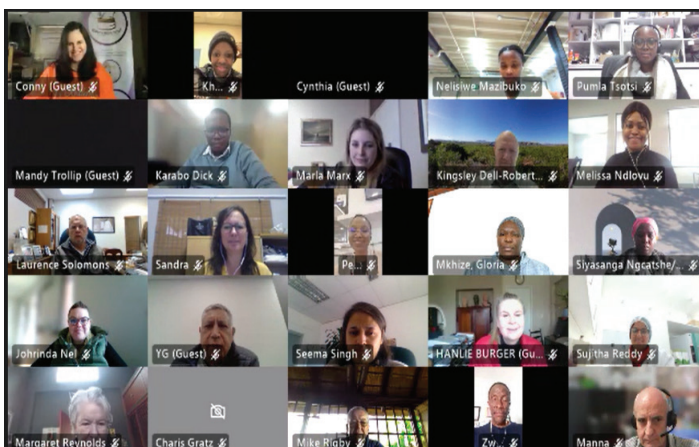 Conny (Guest)
Kh...
Cynthia (Guest)
Nelisiwe Mazibuko
Pumla Tsotsi
Mandy Trollip (Guest)
Karabo Dick
Marla Marx
Kingsley Dell-Robert...
Melissa Ndlovu
Laurence Solomons
Sandra
Pe...
Mkhize, Gloria
Siyasanga Ngcatshe/...
Johrinda Nel
YG (Guest)
Seema Singh
HANLIE BURGER (Gu...
Sujitha Reddy
Margaret Reynolds
Charis Gratz
Mike Rigby
Zw...
Manna